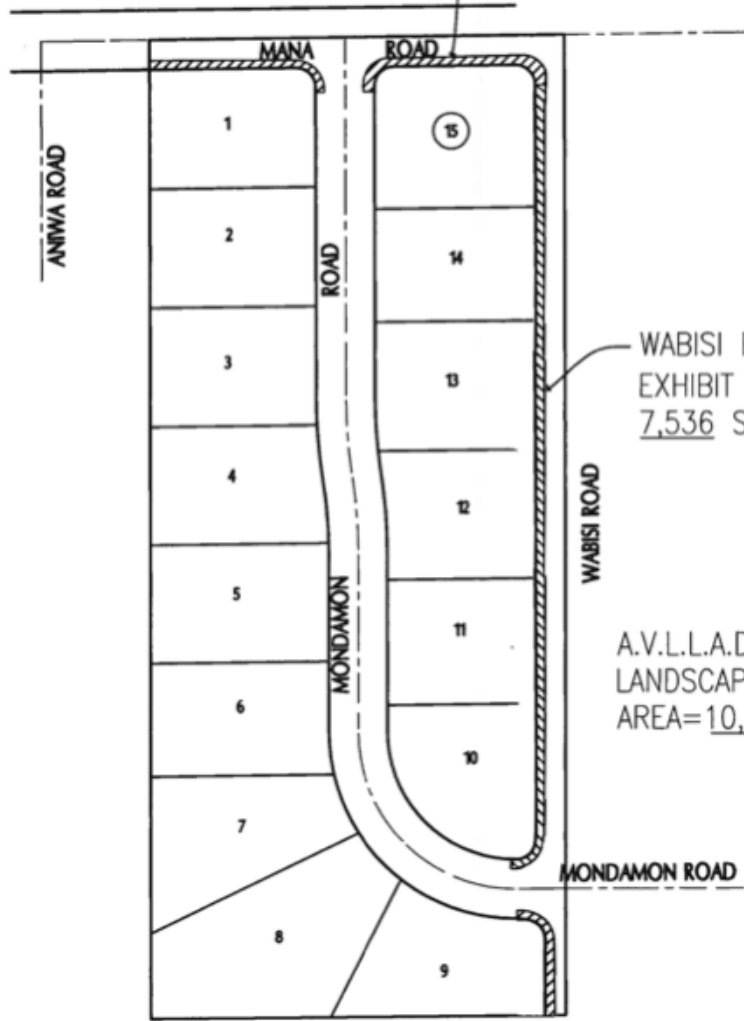 MANA ROAD
ANIWA ROAD
1
15
2
ROAD
14
3
13
WABISI
EXHIBIT
7,536 S
4
12
WABISI ROAD
5
11
MONDAMON
A.V.L.L.A.D
LANDSCAP
AREA=10,
6
10
7
MONDAMON ROAD
8
9